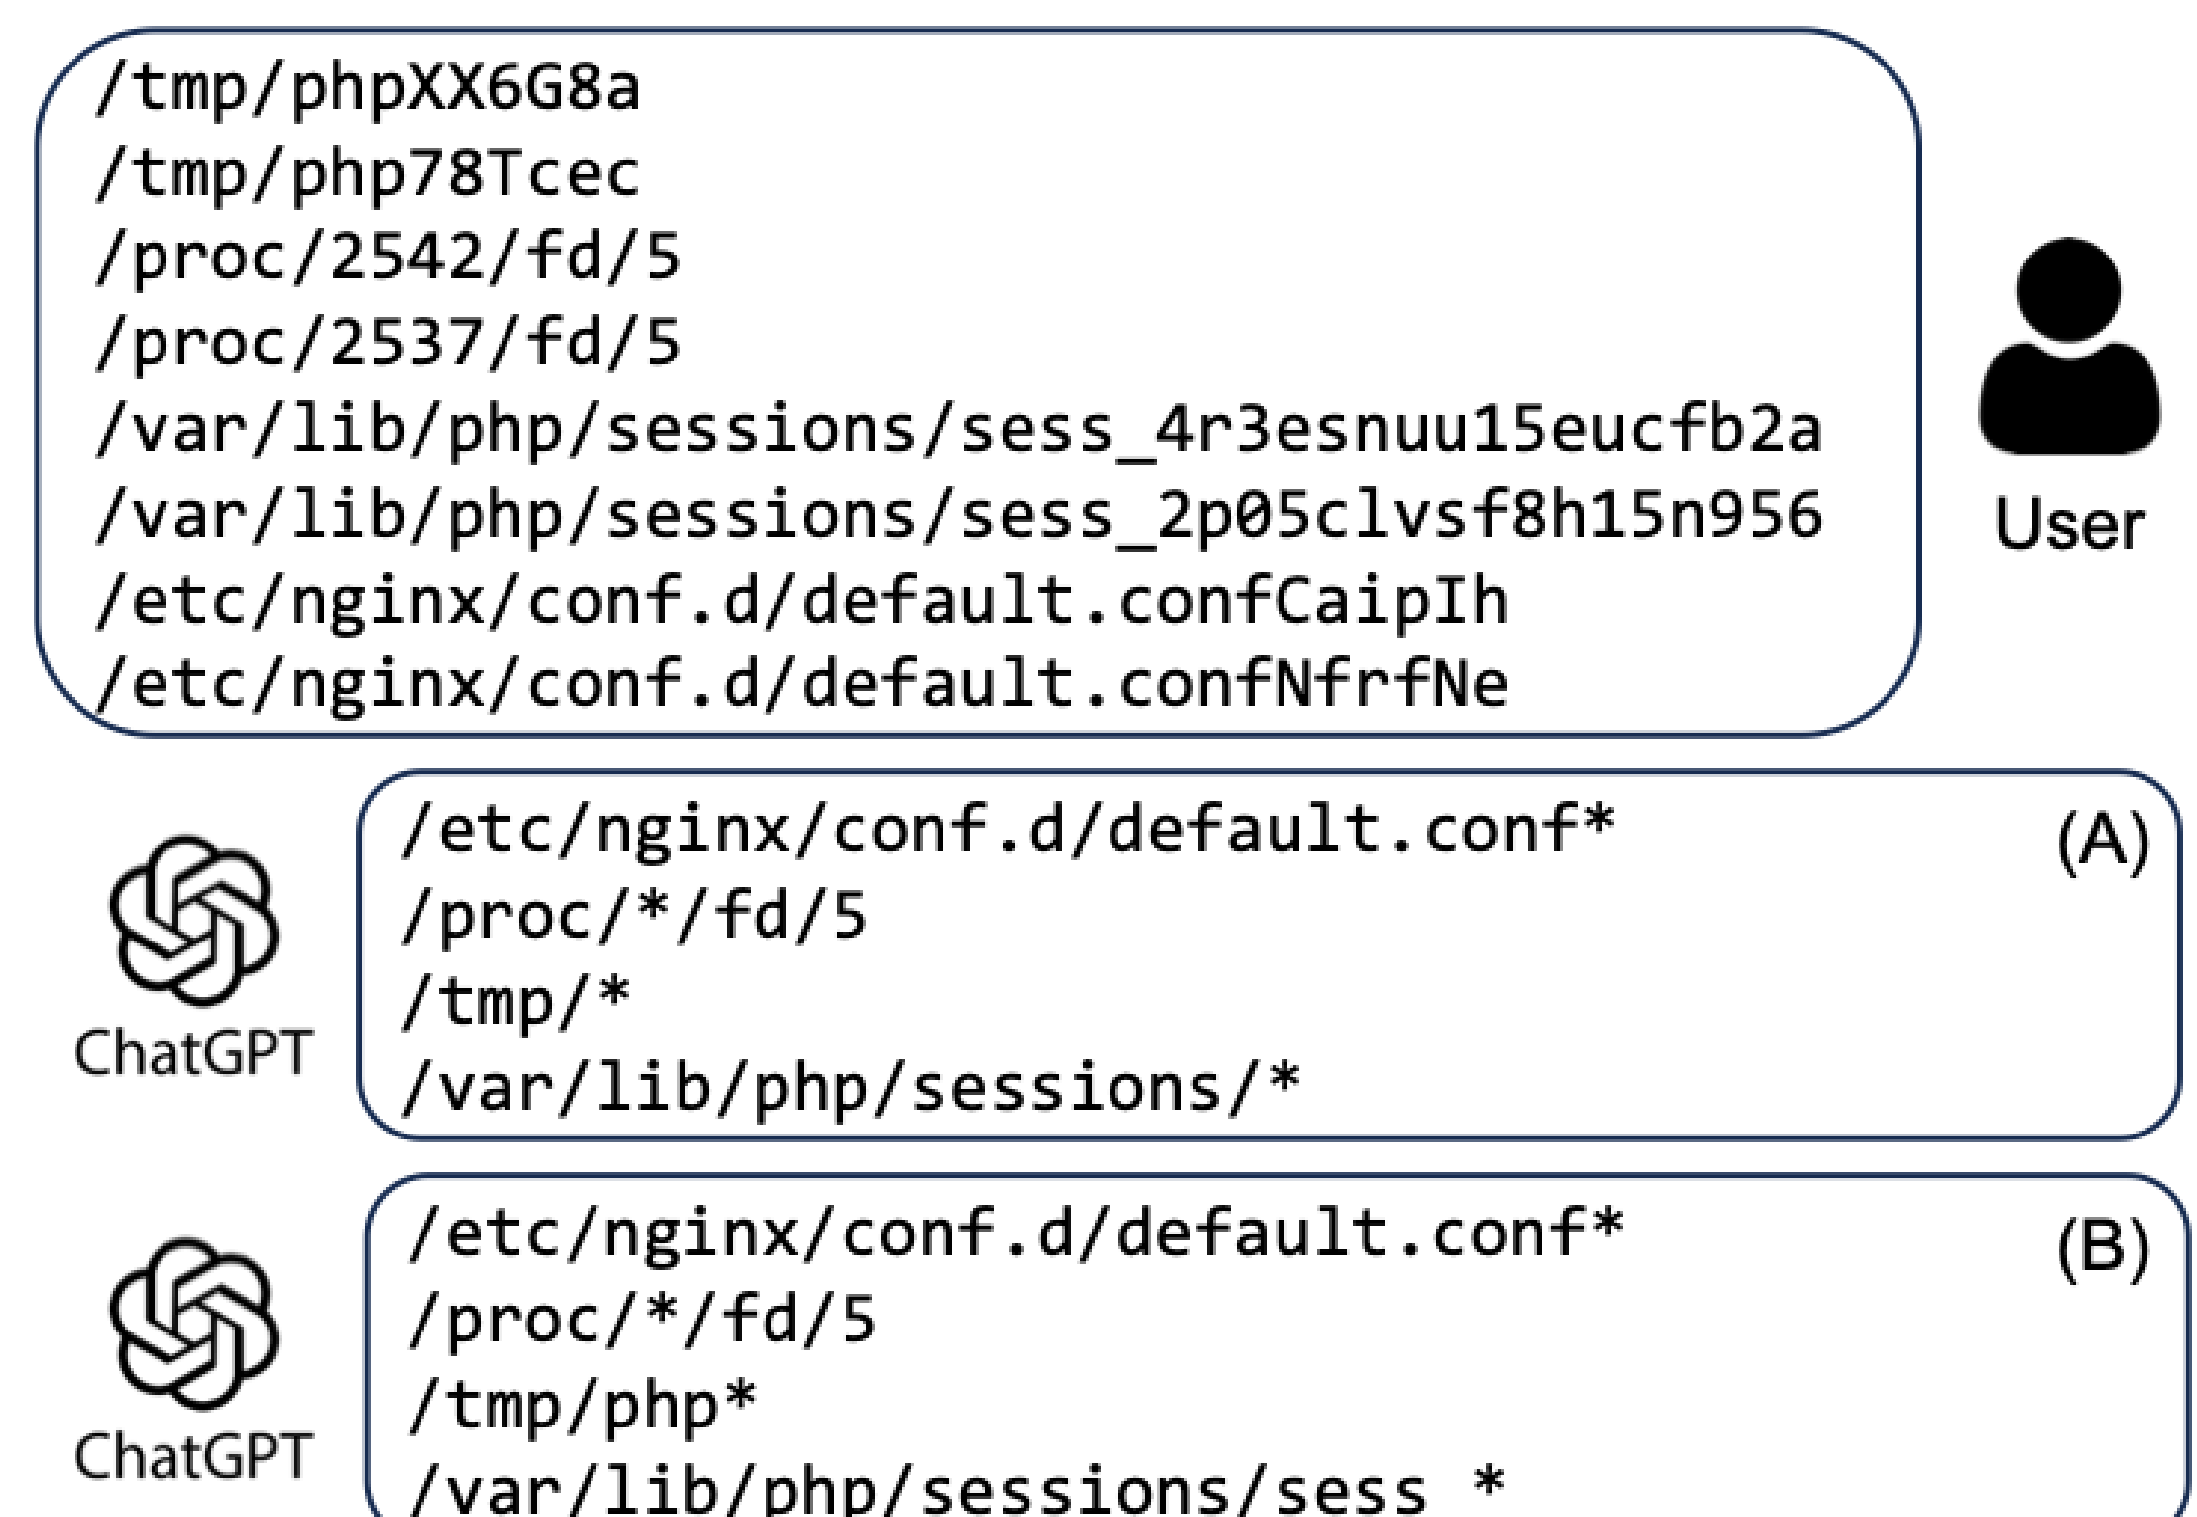 /tmp/phpXX6G8a
/tmp/php78Tcec
/proc/2542/fd/5
/proc/2537/fd/5
/var/lib/php/sessions/sess_4r3esnuu15eucfb2a
/var/lib/php/sessions/sess_2p05clvsf8h15n956
/etc/nginx/conf.d/default.confCaipIh
/etc/nginx/conf.d/default.confNfrfNe
User
/etc/nginx/conf.d/default.conf*
(A)
/proc/*/fd/5
/tmp/*
/var/lib/php/sessions/*
ChatGPT
/etc/nginx/conf.d/default.conf*
(B)
/proc/*/fd/5
/tmp/php*
/var/lib/php/sessions/sess *
ChatGPT